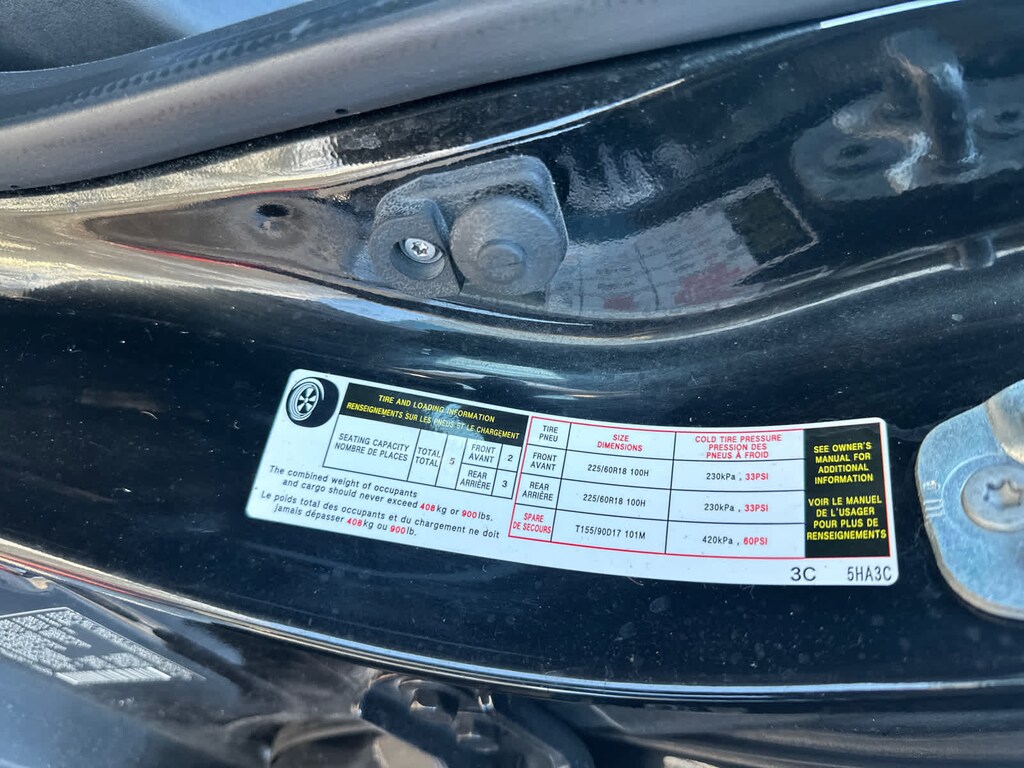 TIRE AND LOADING INFORMATION
RENSEIGNEMENTS SUR LES PNEUS ET LE CHARGEMENT
SEATING CAPACITY
NOMBRE DE PLACES
TOTAL
TOTAL
5
FRONT
AVANT
2
REAR
ARRIÈRE
3
The combined weight of occupants
and cargo should never exceed 408kg or 900lbs.
Le poids total des occupants et du chargement ne doit
jamais dépasser 408kg ou 900lb.
TIRE
PNEU
SIZE
DIMENSIONS
COLD TIRE PRESSURE
PRESSION DES
PNEUS À FROID
FRONT
AVANT
225/60R18 100H
230kPa , 33PSI
REAR
ARRIÈRE
225/60R18 100H
230kPa , 33PSI
SPARE
DE SECOURS
T155/90D17 101M
420kPa , 60PSI
SEE OWNER'S
MANUAL FOR
ADDITIONAL
INFORMATION
VOIR LE MANUEL
DE L'USAGER
POUR PLUS DE
RENSEIGNEMENTS
3C 5HA3C